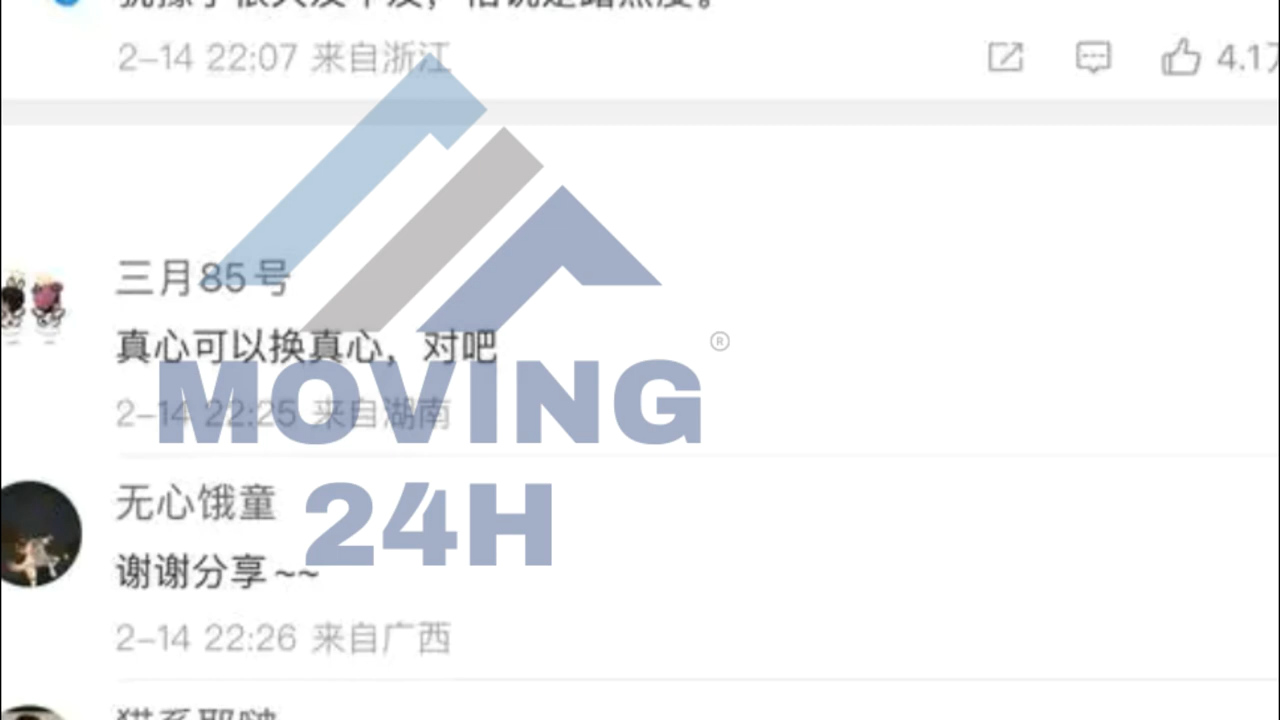 2-14 22:07 来自浙江
4.1万
三月85号
真心可以换真心，对吧
®
MOVING
2-14 22:25 来自湖南
24H
无心饿童
谢谢分享~~
2-14 22:26 来自广西